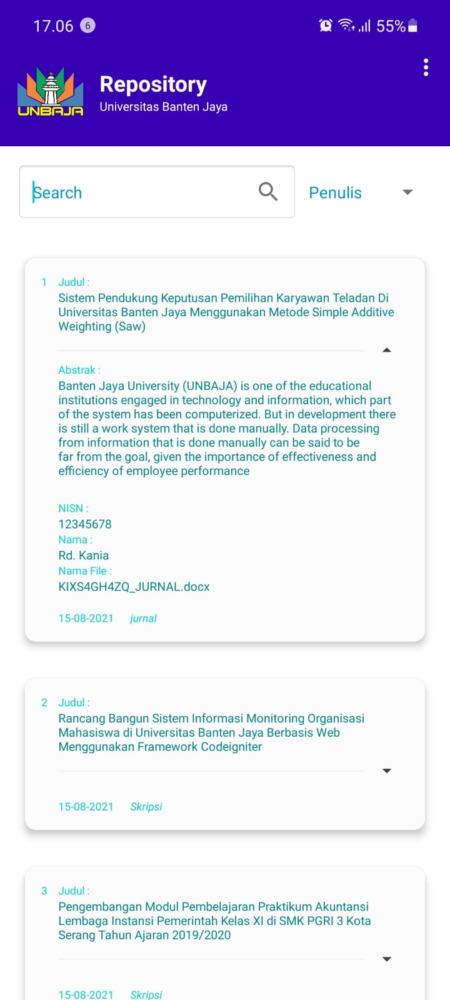 17.06 6 55%
UNBAJA
Repository
Universitas Banten Jaya
Search Penulis
1 Judul :
Sistem Pendukung Keputusan Pemilihan Karyawan Teladan Di
Universitas Banten Jaya Menggunakan Metode Simple Additive
Weighting (Saw)
Abstrak :
Banten Jaya University (UNBAJA) is one of the educational
institutions engaged in technology and information, which part
of the system has been computerized. But in development there
is still a work system that is done manually. Data processing
from information that is done manually can be said to be
far from the goal, given the importance of effectiveness and
efficiency of employee performance
NISN :
12345678
Nama :
Rd. Kania
Nama File :
KIXS4GH4ZQ_JURNAL.docx
15-08-2021 jurnal
2 Judul :
Rancang Bangun Sistem Informasi Monitoring Organisasi
Mahasiswa di Universitas Banten Jaya Berbasis Web
Menggunakan Framework Codeigniter
15-08-2021 Skripsi
3 Judul :
Pengembangan Modul Pembelajaran Praktikum Akuntansi
Lembaga Instansi Pemerintah Kelas XI di SMK PGRI 3 Kota
Serang Tahun Ajaran 2019/2020
15-08-2021 Skripsi